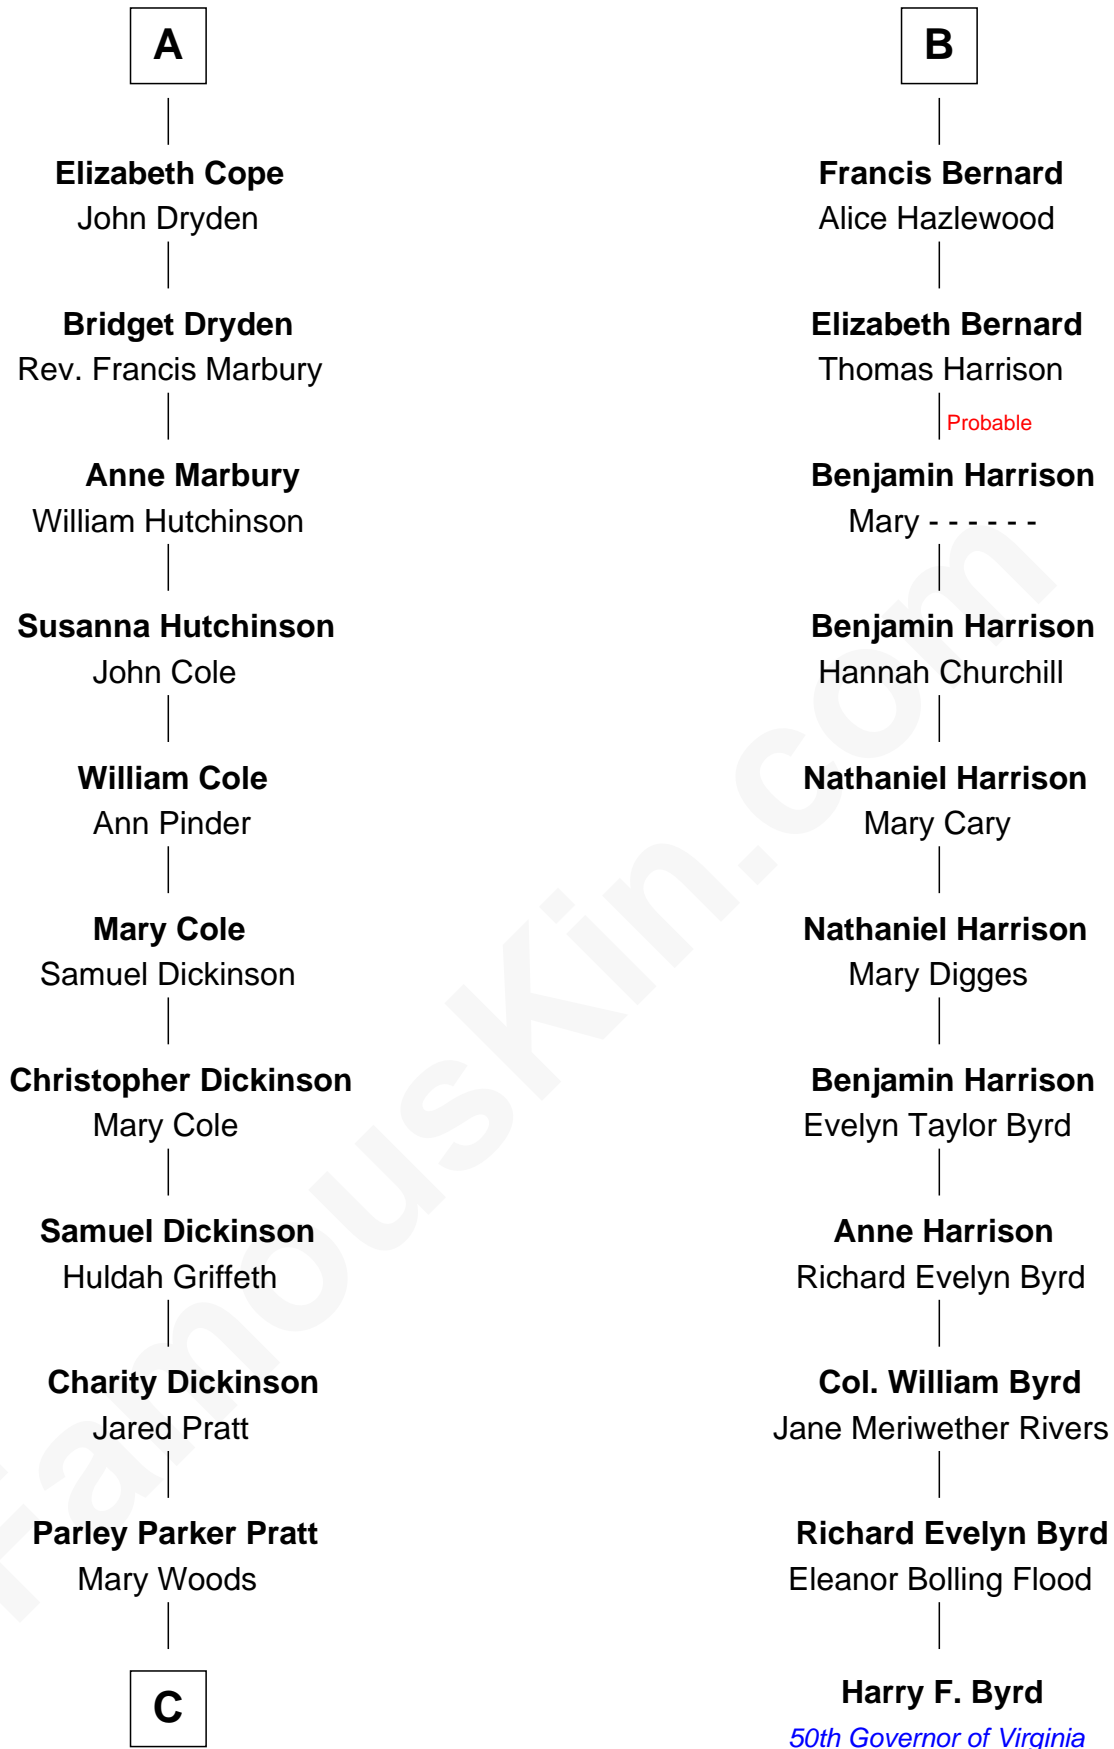 A
Elizabeth Cope
John Dryden
Bridget Dryden
Rev. Francis Marbury
Anne Marbury
William Hutchinson
Susanna Hutchinson
John Cole
William Cole
Ann Pinder
Mary Cole
Samuel Dickinson
Christopher Dickinson
Mary Cole
Samuel Dickinson
Huldah Griffeth
Charity Dickinson
Jared Pratt
Parley Parker Pratt
Mary Woods
C
B
Francis Bernard
Alice Hazlewood
Elizabeth Bernard
Thomas Harrison
Probable
Benjamin Harrison
Mary - - - - - -
Benjamin Harrison
Hannah Churchill
Nathaniel Harrison
Mary Cary
Nathaniel Harrison
Mary Digges
Benjamin Harrison
Evelyn Taylor Byrd
Anne Harrison
Richard Evelyn Byrd
Col. William Byrd
Jane Meriwether Rivers
Richard Evelyn Byrd
Eleanor Bolling Flood
Harry F. Byrd
50th Governor of Virginia
FamousKin.com